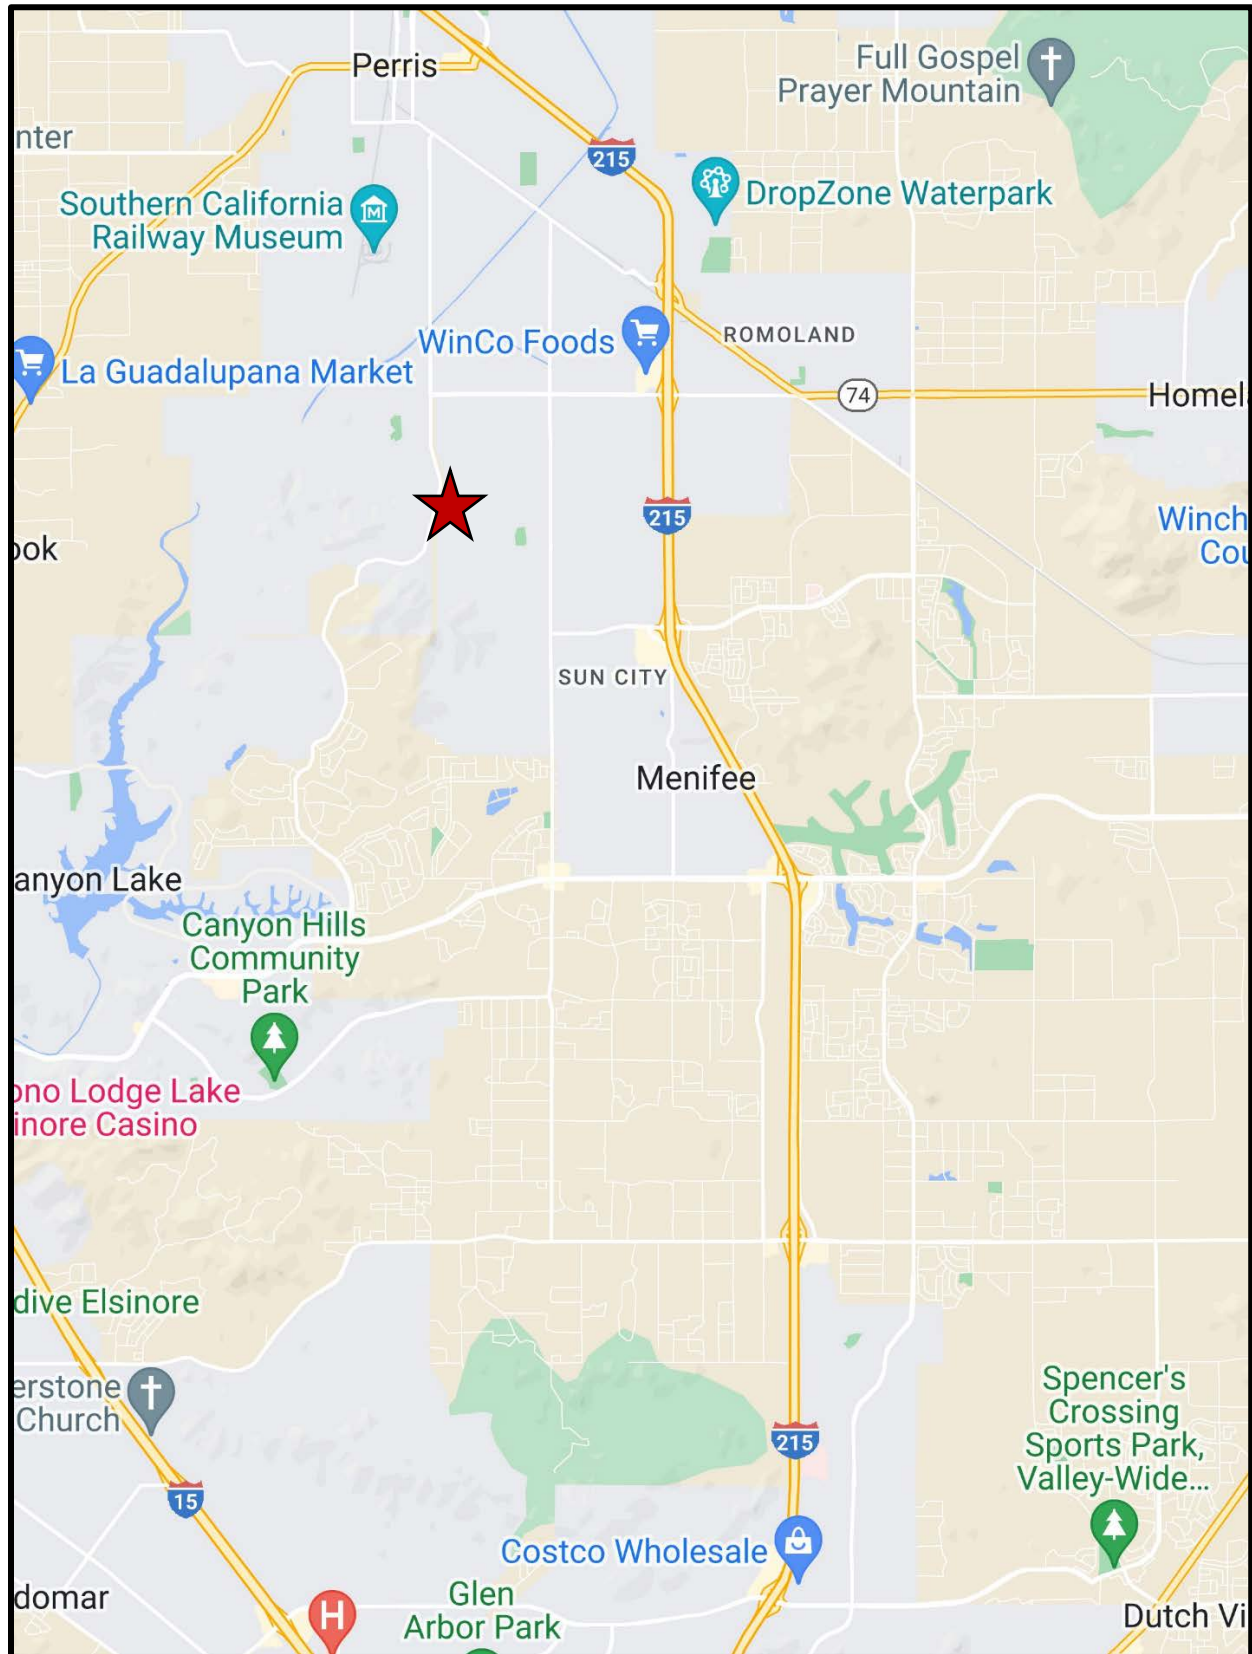 Perris
Full Gospel
Prayer Mountain
nter
215
DropZone Waterpark
Southern California
Railway Museum
M
WinCo Foods
ROMOLAND
La Guadalupana Market
74
Homel
215
Winch
Cou
ook
SUN CITY
Menifee
anyon Lake
Canyon Hills
Community
Park
ono Lodge Lake
inore Casino
dive Elsinore
erstone
Church
Spencer's
Crossing
Sports Park,
Valley-Wide...
215
15
Costco Wholesale
domar
H
Glen
Arbor Park
Dutch Vi